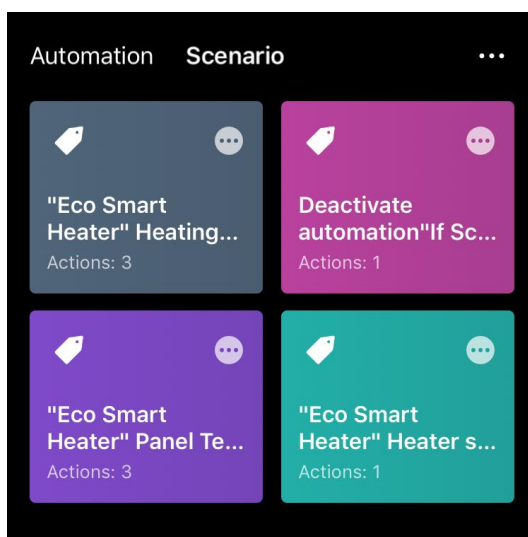 Automation Scenario
"Eco Smart
Heater" Heating...
Actions: 3
Deactivate
automation"If Sc...
Actions: 1
"Eco Smart
Heater" Panel Te...
Actions: 3
"Eco Smart
Heater" Heater s...
Actions: 1